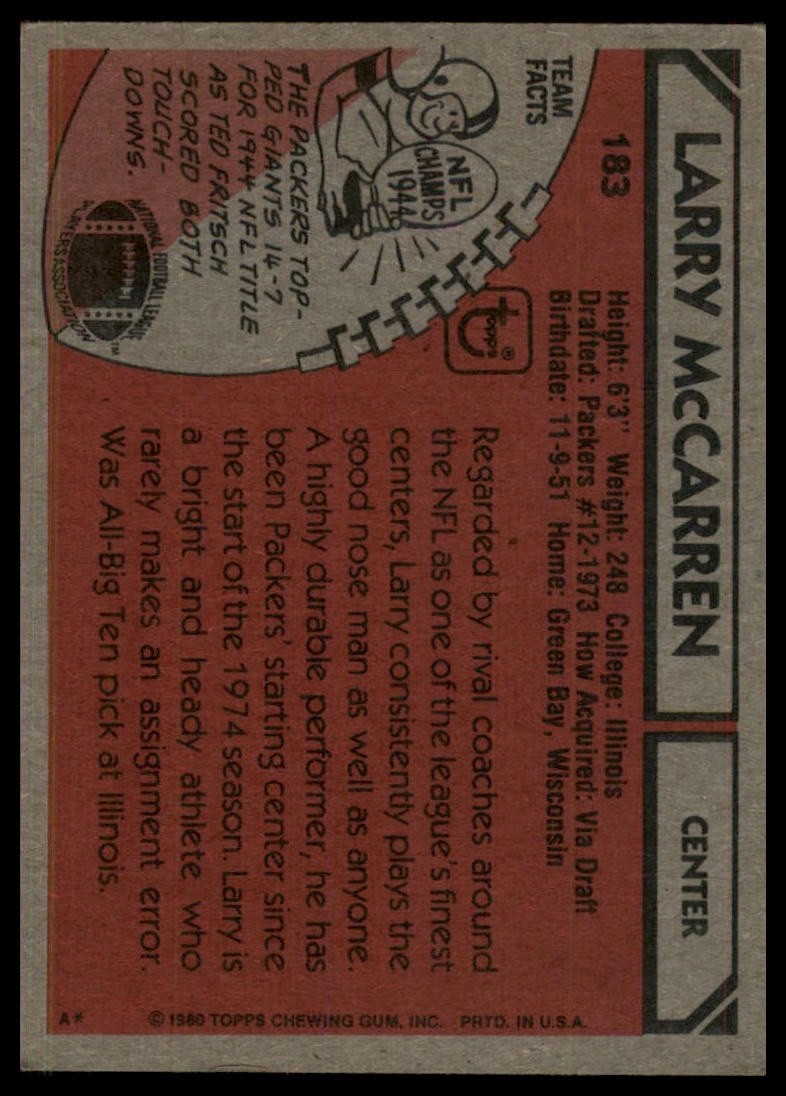 LARRY McCARREN
CENTER
183
Height: 6'3" Weight: 248 College: Illinois
Drafted: Packers #12-1973 How Acquired: Via Draft
Birthdate: 11-9-51 Home: Green Bay, Wisconsin
TEAM
FACTS
NFL
CHAMPS
1944
THE PACKERS TOP-
PED GIANTS 14-7
FOR 1944 NFL TITLE
AS TED FRITSCH
SCORED BOTH
TOUCH-
DOWNS.
NATIONAL FOOTBALL LEAGUE
PLAYERS ASSOCIATION
TM
topps®
Regarded by rival coaches around
the NFL as one of the league's finest
centers, Larry consistently plays the
good nose man as well as anyone.
A highly durable performer, he has
been Packers' starting center since
the start of the 1974 season. Larry is
a bright and heady athlete who
rarely makes an assignment error.
Was All-Big Ten pick at Illinois.
A* © 1980 TOPPS CHEWING GUM, INC. PRTD. IN U.S.A.